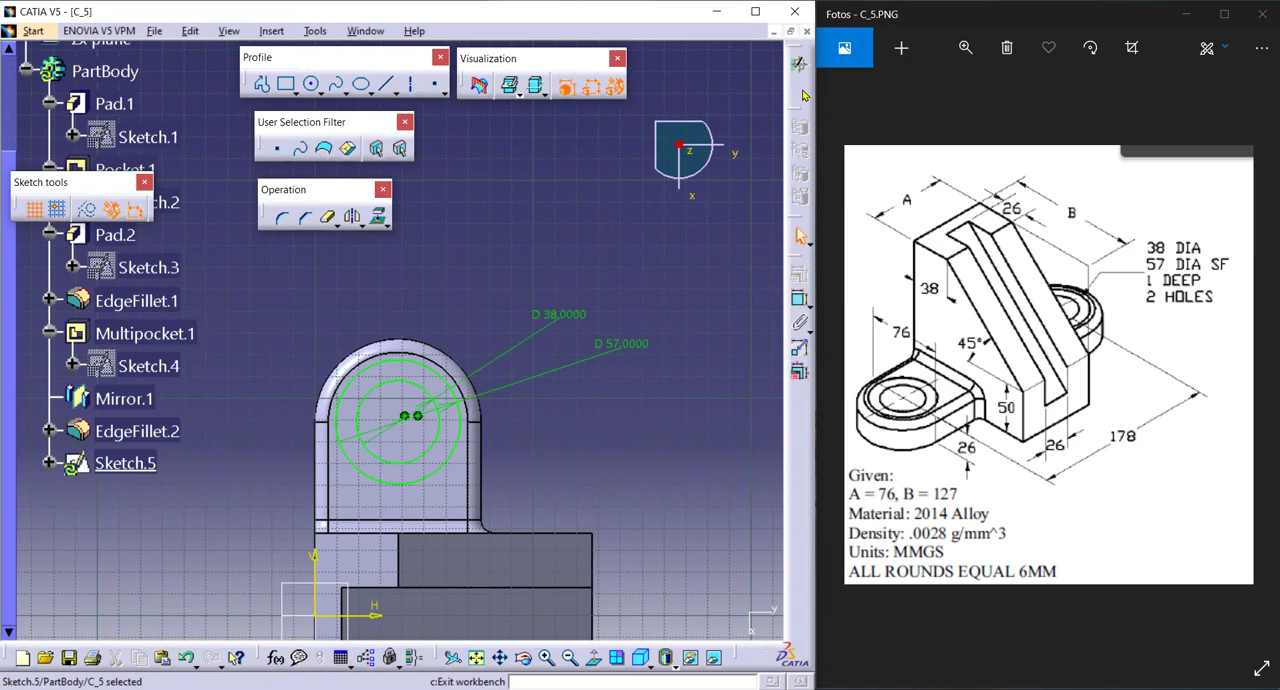 CATIA V5 - [C_5]
Start
ENOVIA V5 VPM
File
Edit
View
Insert
Tools
Window
Help
PartBody
Pad.1
Sketch.1
Pocket.1
Pad.2
Sketch.3
EdgeFillet.1
Multipocket.1
Sketch.4
Mirror.1
EdgeFillet.2
Sketch.5
Sketch tools
Profile
Visualization
User Selection Filter
Operation
D 38,0000
D 57,0000
z
y
x
V
H
y
x
f(x)
CATIA
Sketch.5/PartBody/C_5 selected
c:Exit workbench
Fotos - C_5.PNG
A
26
B
38 DIA
57 DIA SF
1 DEEP
2 HOLES
38
76
45°
50
26
26
178
Given:
A = 76, B = 127
Material: 2014 Alloy
Density: .0028 g/mm^3
Units: MMGS
ALL ROUNDS EQUAL 6MM